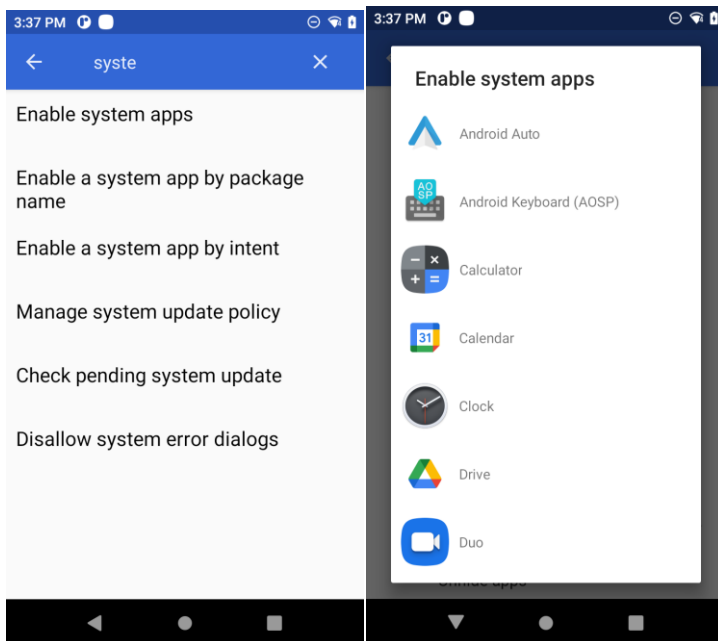 3:37 PM
syste
Enable system apps
Enable a system app by package
name
Enable a system app by intent
Manage system update policy
Check pending system update
Disallow system error dialogs
3:37 PM
Enable system apps
Android Auto
AO
SP
Android Keyboard (AOSP)
Calculator
31
Calendar
Clock
Drive
Duo